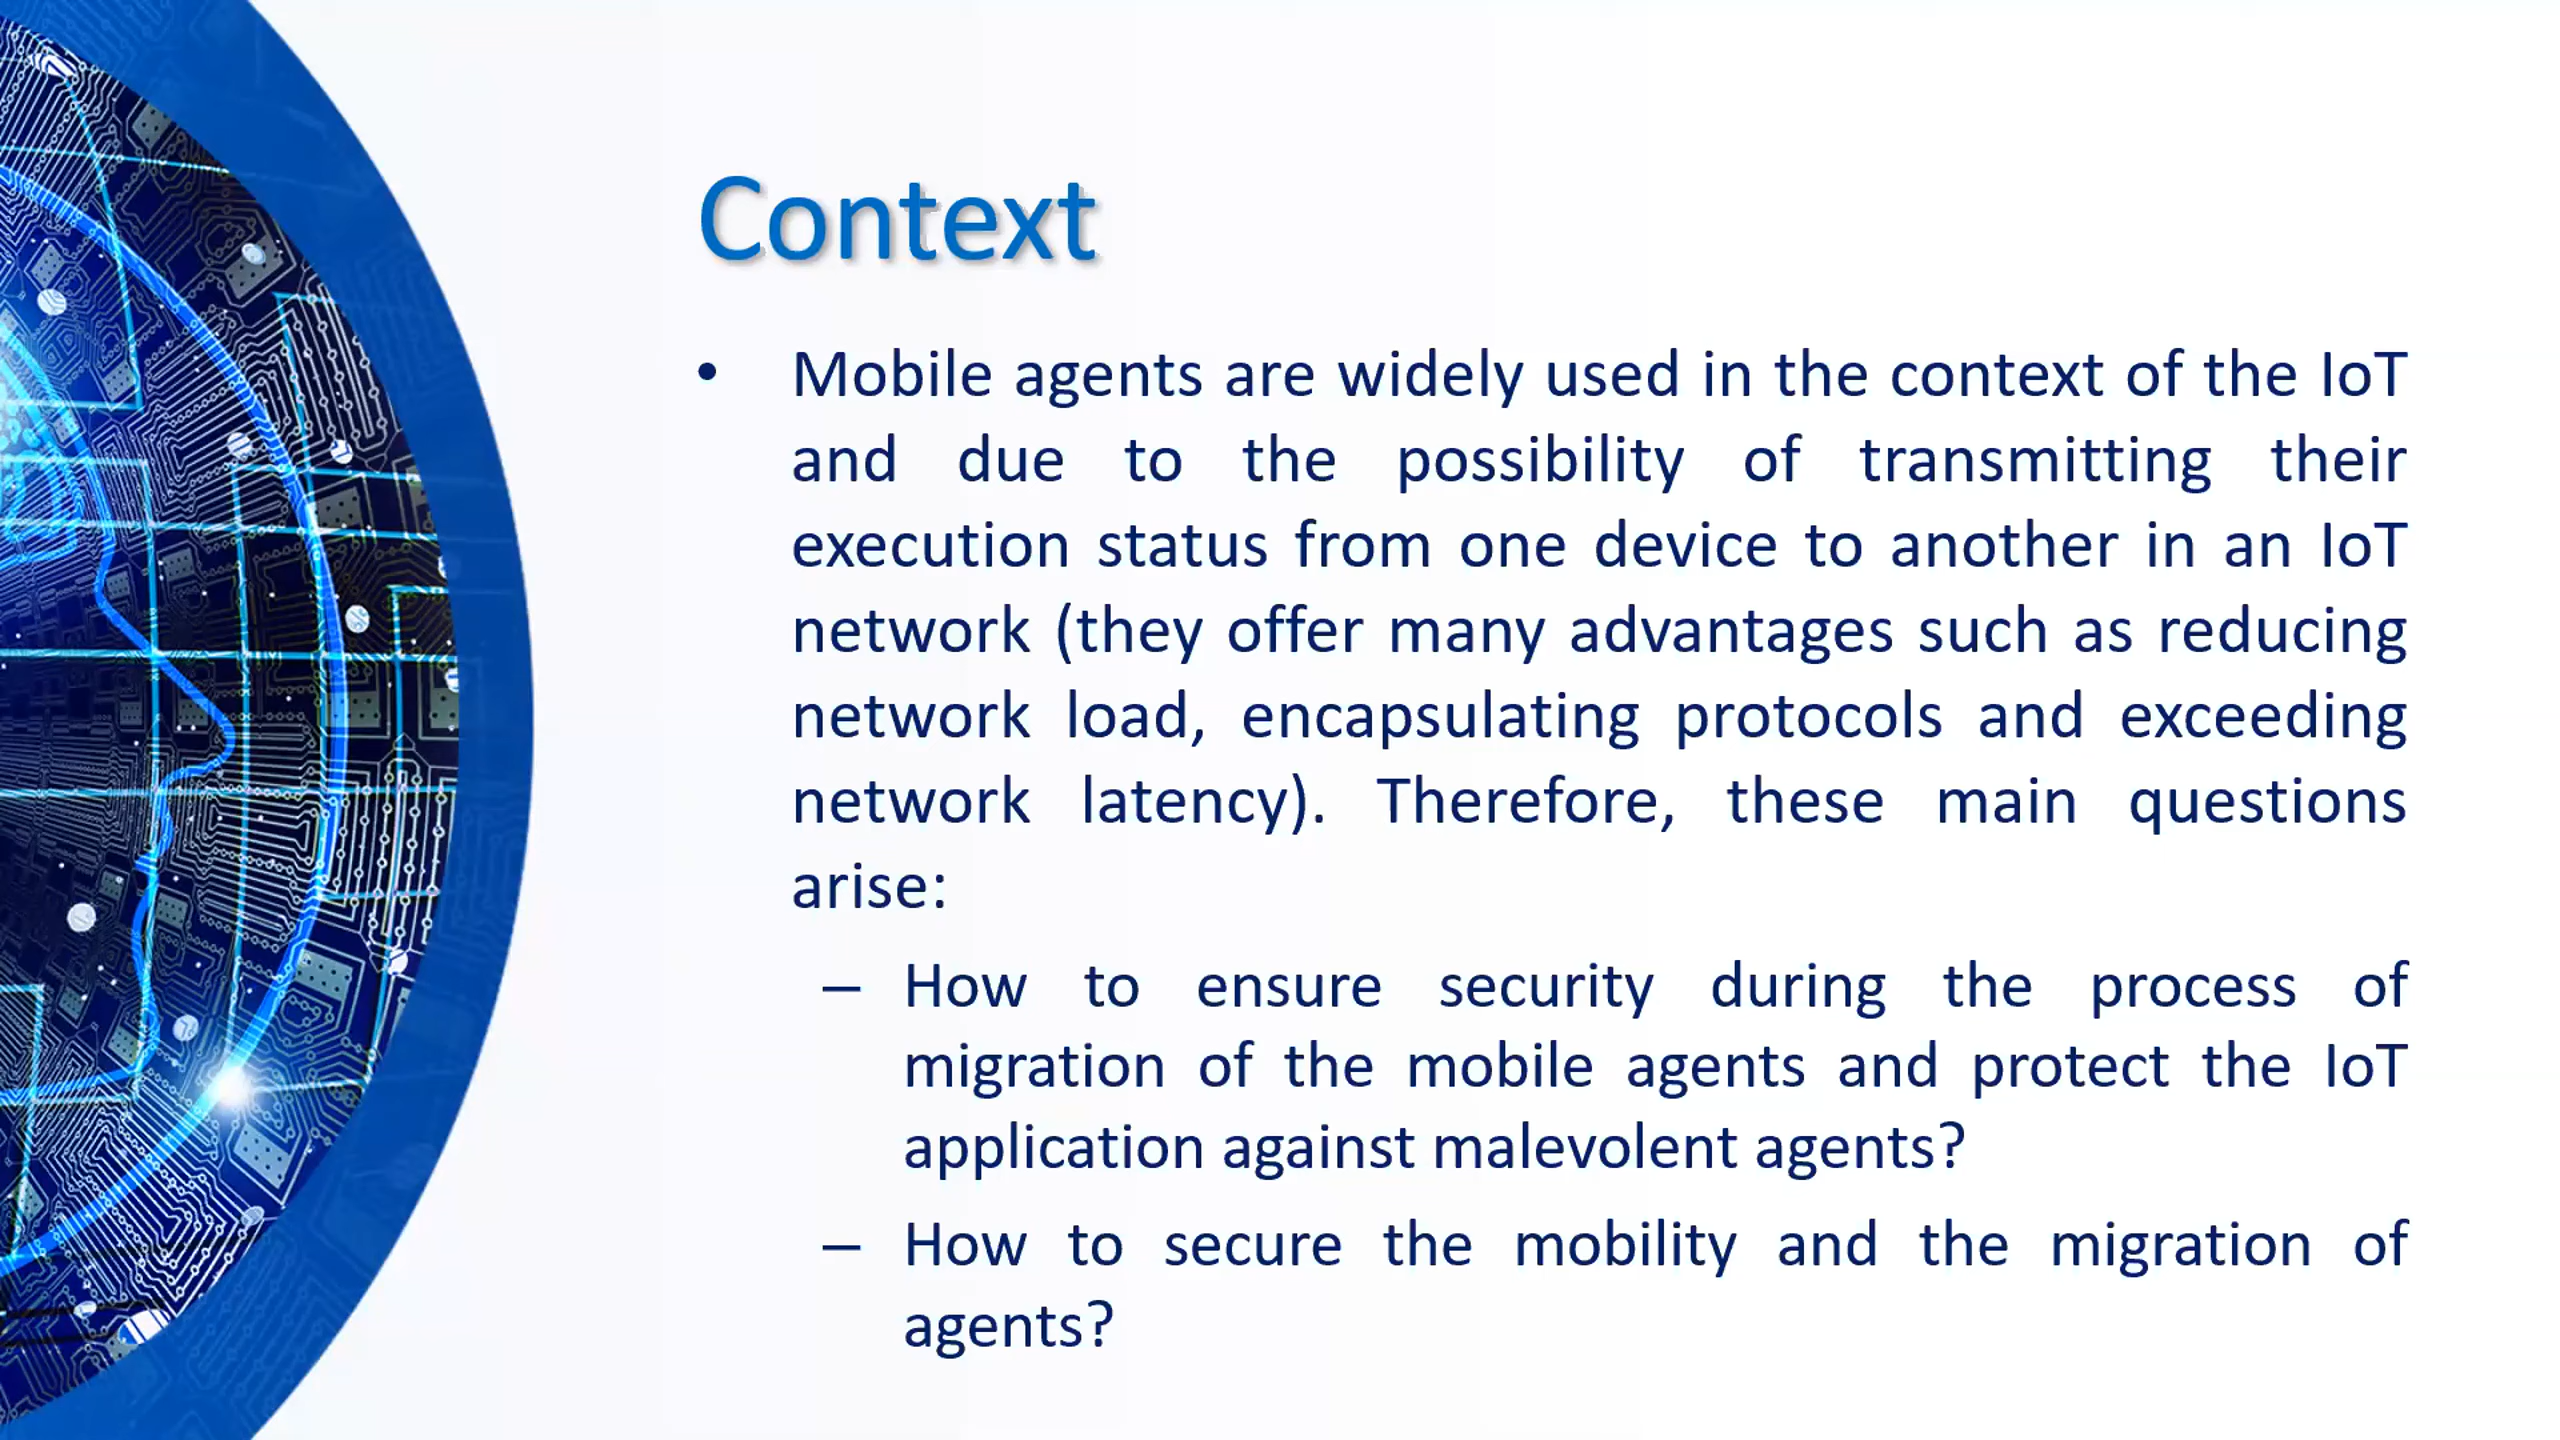 Context
• Mobile agents are widely used in the context of the IoT
and due to the possibility of transmitting their
execution status from one device to another in an IoT
network (they offer many advantages such as reducing
network load, encapsulating protocols and exceeding
network latency). Therefore, these main questions
arise:
– How to ensure security during the process of
migration of the mobile agents and protect the IoT
application against malevolent agents?
– How to secure the mobility and the migration of
agents?